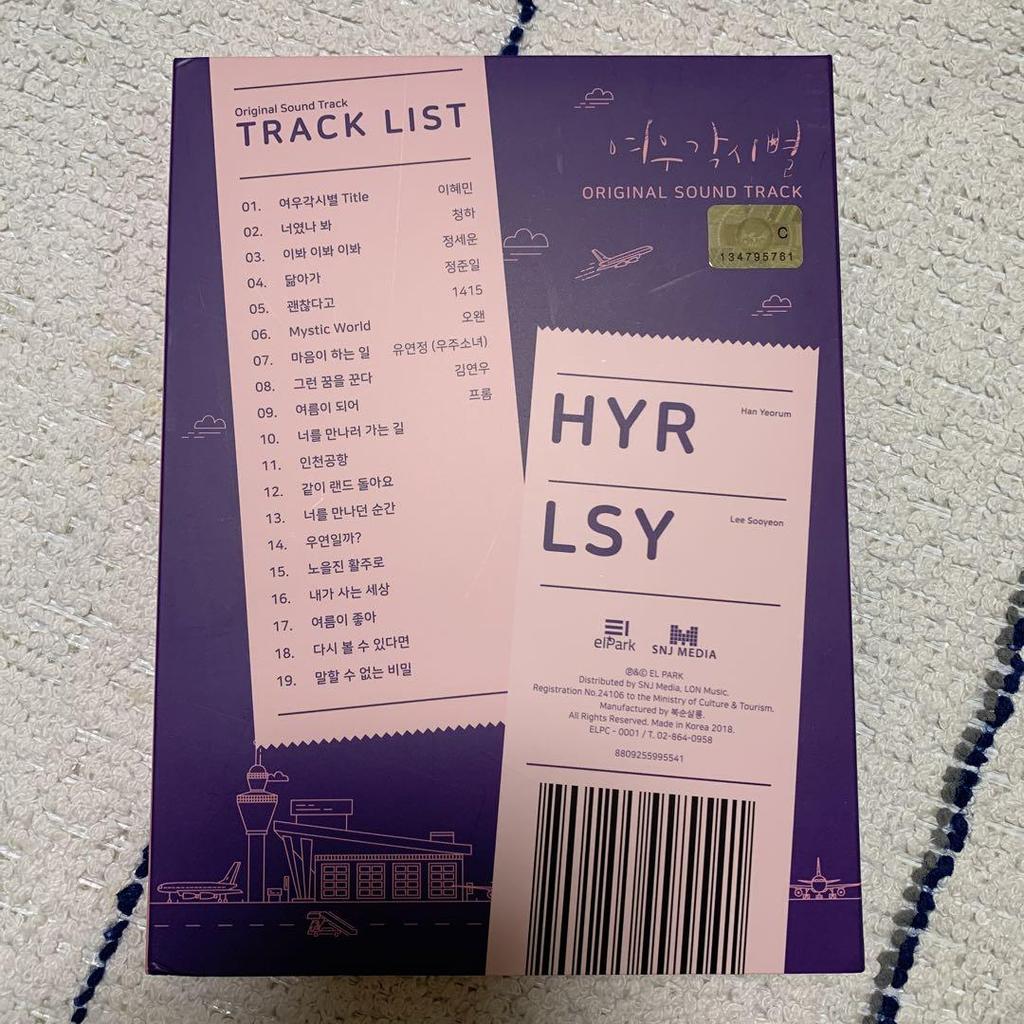 Original Sound Track
TRACK LIST
01. 여우각시별 Title 이혜민
02. 너였나 봐 청하
03. 이봐 이봐 이봐 정세운
04. 닮아가 정준일
05. 괜찮다고 1415
06. Mystic World 오왠
07. 마음이 하는 일 유연정 (우주소녀)
08. 그런 꿈을 꾼다 김연우
09. 여름이 되어 프롬
10. 너를 만나러 가는 길
11. 인천공항
12. 같이 랜드 돌아요
13. 너를 만나던 순간
14. 우연일까?
15. 노을진 활주로
16. 내가 사는 세상
17. 여름이 좋아
18. 다시 볼 수 있다면
19. 말할 수 없는 비밀
여우각시별
ORIGINAL SOUND TRACK
C
134795761
HYR Han Yeorum
LSY Lee Sooyeon
elPark
SNJ MEDIA
℗&© EL PARK
Distributed by SNJ Media, LON Music.
Registration No.24106 to the Ministry of Culture & Tourism.
Manufactured by 북순살롱.
All Rights Reserved. Made in Korea 2018.
ELPC - 0001 / T. 02-864-0958
8809255995541